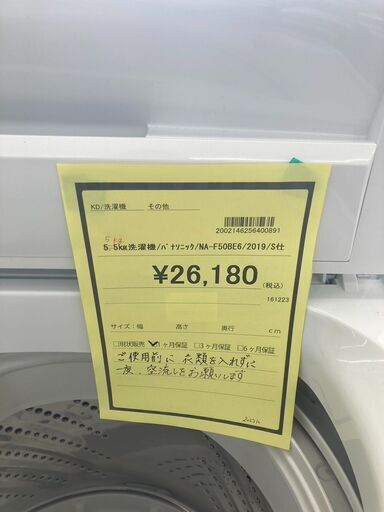 KD/洗濯機 その他
2002146256400891
5kg
5.5kg洗濯機/ﾊﾟﾅｿﾆｯｸ/NA-F50BE6/2019/S仕
¥26,180(税込)
161223
サイズ:幅 高さ 奥行 cm
□現状販売 □1ヶ月保証 □3ヶ月保証 □6ヶ月保証
ご使用前に衣類を入れずに
一度、空流しをお願いします